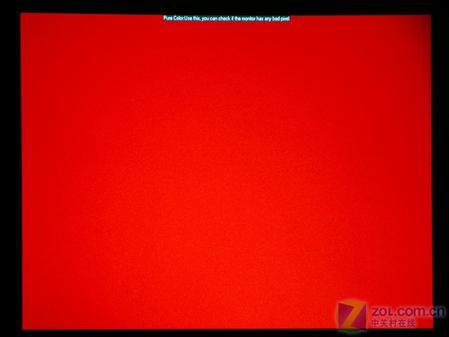 Pure Color:Use this, you can check if the monitor has any bad pixel.
Z ZOL.COM.CN
中关村在线